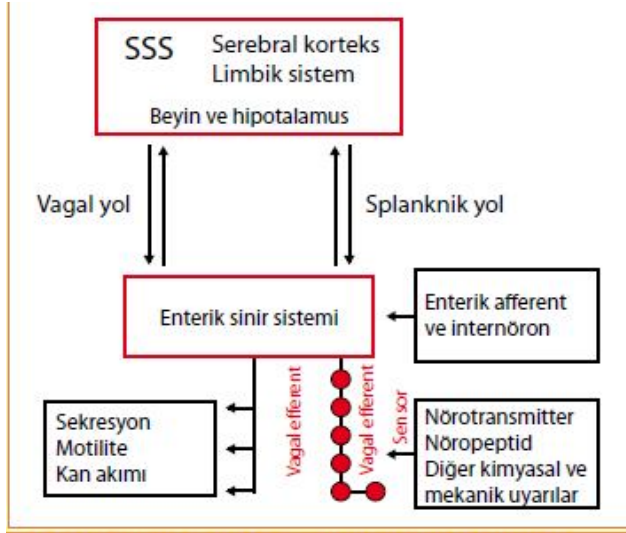 SSS
Serebral korteks
Limbik sistem
Beyin ve hipotalamus
Vagal yol
Splanknik yol
Enterik sinir sistemi
Enterik afferent
ve internöron
Vagal efferent
Vagal efferent
Sensor
Sekresyon
Motilite
Kan akımı
Nörotransmitter
Nöropeptid
Diğer kimyasal ve
mekanik uyarılar